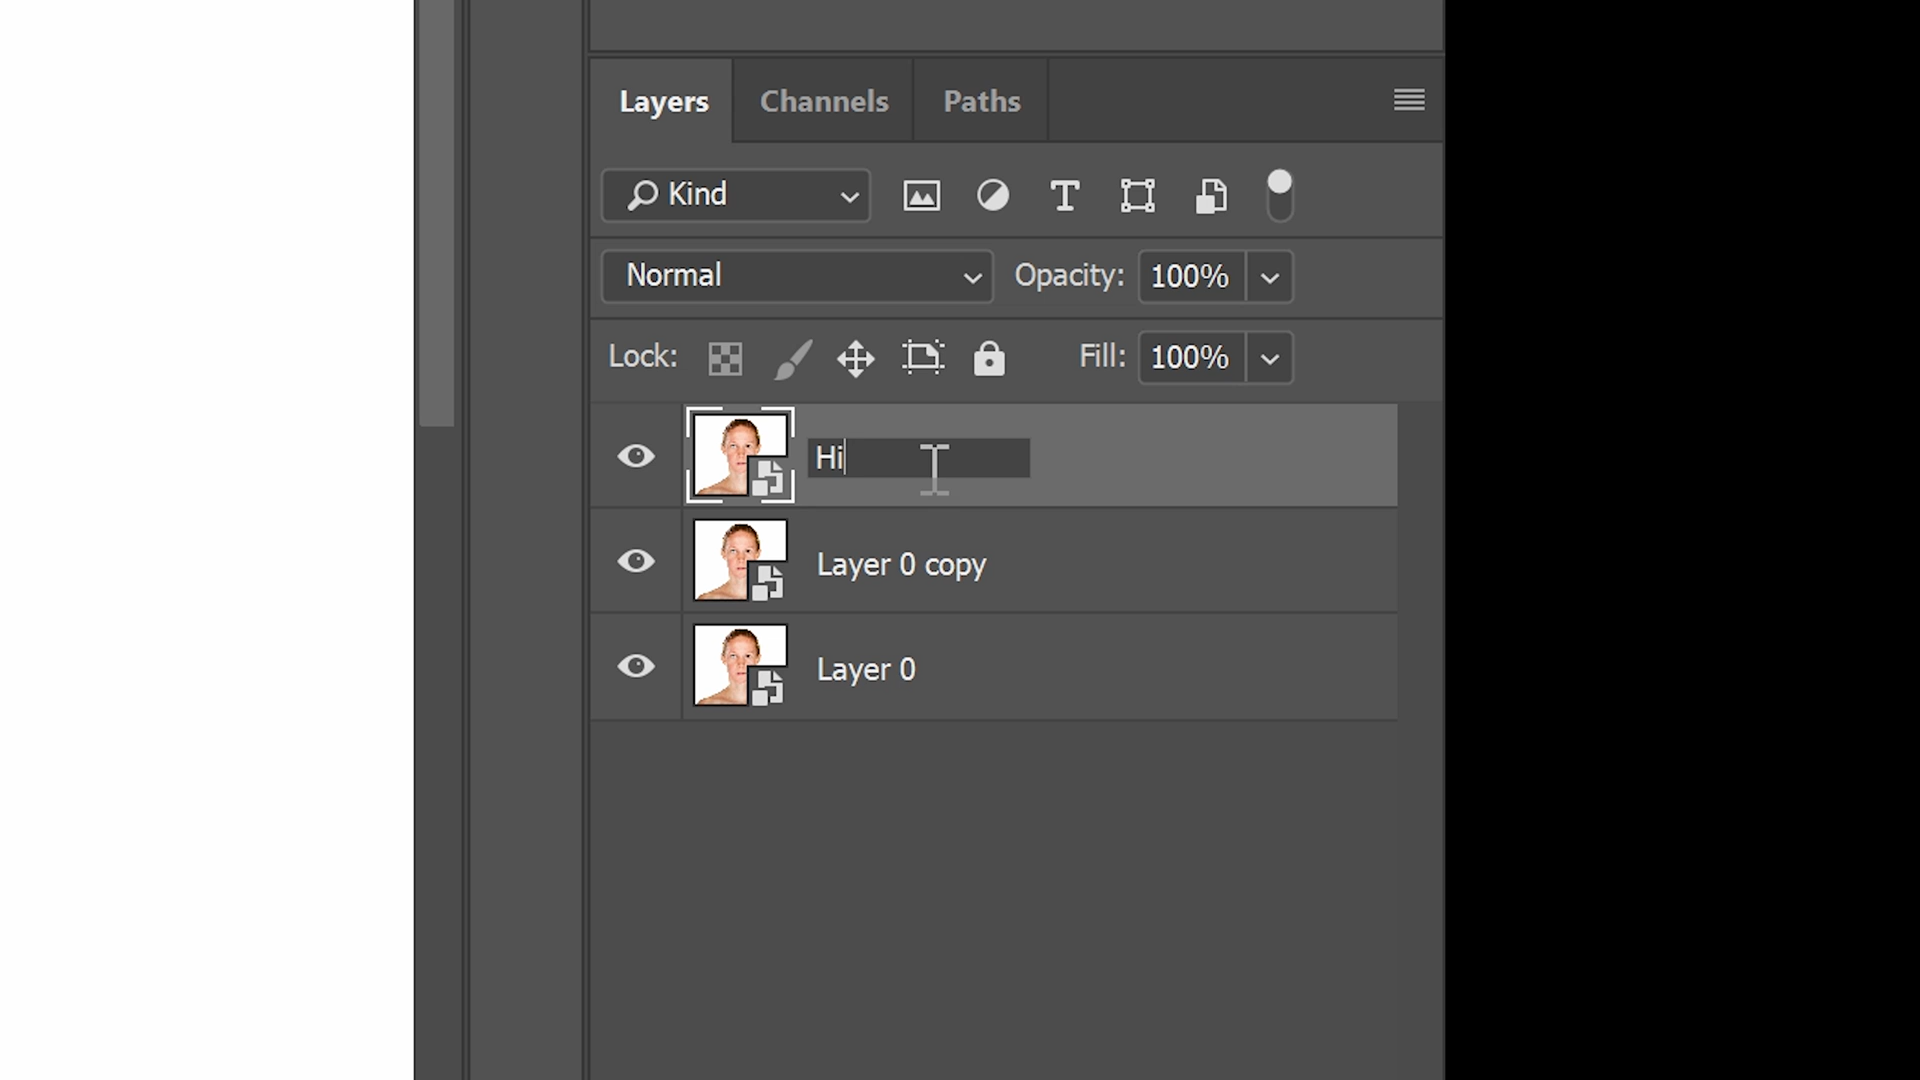 Layers Channels Paths
Kind
Normal Opacity: 100%
Lock: Fill: 100%
Hi
Layer 0 copy
Layer 0